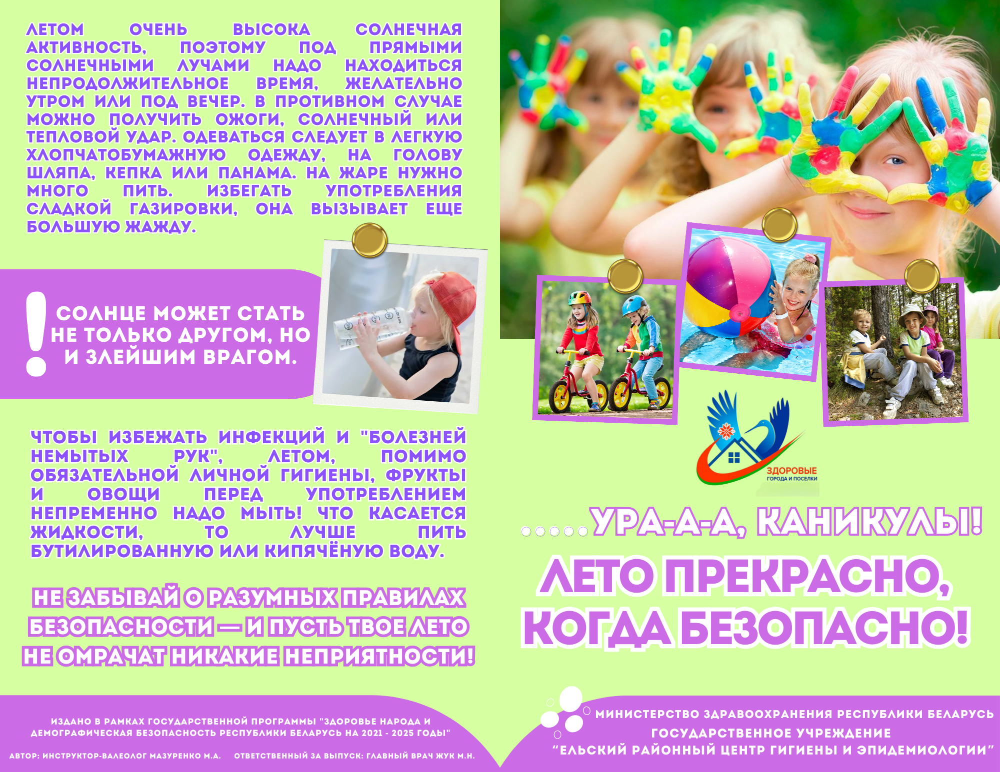 ЛЕТОМ ОЧЕНЬ ВЫСОКА СОЛНЕЧНАЯ
АКТИВНОСТЬ, ПОЭТОМУ ПОД ПРЯМЫМИ
СОЛНЕЧНЫМИ ЛУЧАМИ НАДО НАХОДИТЬСЯ
НЕПРОДОЛЖИТЕЛЬНОЕ ВРЕМЯ, ЖЕЛАТЕЛЬНО
УТРОМ ИЛИ ПОД ВЕЧЕР. В ПРОТИВНОМ СЛУЧАЕ
МОЖНО ПОЛУЧИТЬ ОЖОГИ, СОЛНЕЧНЫЙ ИЛИ
ТЕПЛОВОЙ УДАР. ОДЕВАТЬСЯ СЛЕДУЕТ В ЛЕГКУЮ
ХЛОПЧАТОБУМАЖНУЮ ОДЕЖДУ, НА ГОЛОВУ
ШЛЯПА, КЕПКА ИЛИ ПАНАМА. НА ЖАРЕ НУЖНО
МНОГО ПИТЬ. ИЗБЕГАТЬ УПОТРЕБЛЕНИЯ
СЛАДКОЙ ГАЗИРОВКИ, ОНА ВЫЗЫВАЕТ ЕЩЕ
БОЛЬШУЮ ЖАЖДУ.
! СОЛНЦЕ МОЖЕТ СТАТЬ
НЕ ТОЛЬКО ДРУГОМ, НО
И ЗЛЕЙШИМ ВРАГОМ.
ЧТОБЫ ИЗБЕЖАТЬ ИНФЕКЦИЙ И "БОЛЕЗНЕЙ
НЕМЫТЫХ РУК", ЛЕТОМ, ПОМИМО
ОБЯЗАТЕЛЬНОЙ ЛИЧНОЙ ГИГИЕНЫ, ФРУКТЫ
И ОВОЩИ ПЕРЕД УПОТРЕБЛЕНИЕМ
НЕПРЕМЕННО НАДО МЫТЬ! ЧТО КАСАЕТСЯ
ЖИДКОСТИ, ТО ЛУЧШЕ ПИТЬ
БУТИЛИРОВАННУЮ ИЛИ КИПЯЧЁНУЮ ВОДУ.
НЕ ЗАБЫВАЙ О РАЗУМНЫХ ПРАВИЛАХ
БЕЗОПАСНОСТИ — И ПУСТЬ ТВОЕ ЛЕТО
НЕ ОМРАЧАТ НИКАКИЕ НЕПРИЯТНОСТИ!
ИЗДАНО В РАМКАХ ГОСУДАРСТВЕННОЙ ПРОГРАММЫ "ЗДОРОВЬЕ НАРОДА И
ДЕМОГРАФИЧЕСКАЯ БЕЗОПАСНОСТЬ РЕСПУБЛИКИ БЕЛАРУСЬ НА 2021 - 2025 ГОДЫ"
АВТОР: ИНСТРУКТОР-ВАЛЕОЛОГ МАЗУРЕНКО М.А. ОТВЕТСТВЕННЫЙ ЗА ВЫПУСК: ГЛАВНЫЙ ВРАЧ ЖУК М.Н.
ЗДОРОВЫЕ
ГОРОДА И ПОСЕЛКИ
.....УРА-А-А, КАНИКУЛЫ!
ЛЕТО ПРЕКРАСНО,
КОГДА БЕЗОПАСНО!
МИНИСТЕРСТВО ЗДРАВООХРАНЕНИЯ РЕСПУБЛИКИ БЕЛАРУСЬ
ГОСУДАРСТВЕННОЕ УЧРЕЖДЕНИЕ
“ЕЛЬСКИЙ РАЙОННЫЙ ЦЕНТР ГИГИЕНЫ И ЭПИДЕМИОЛОГИИ”